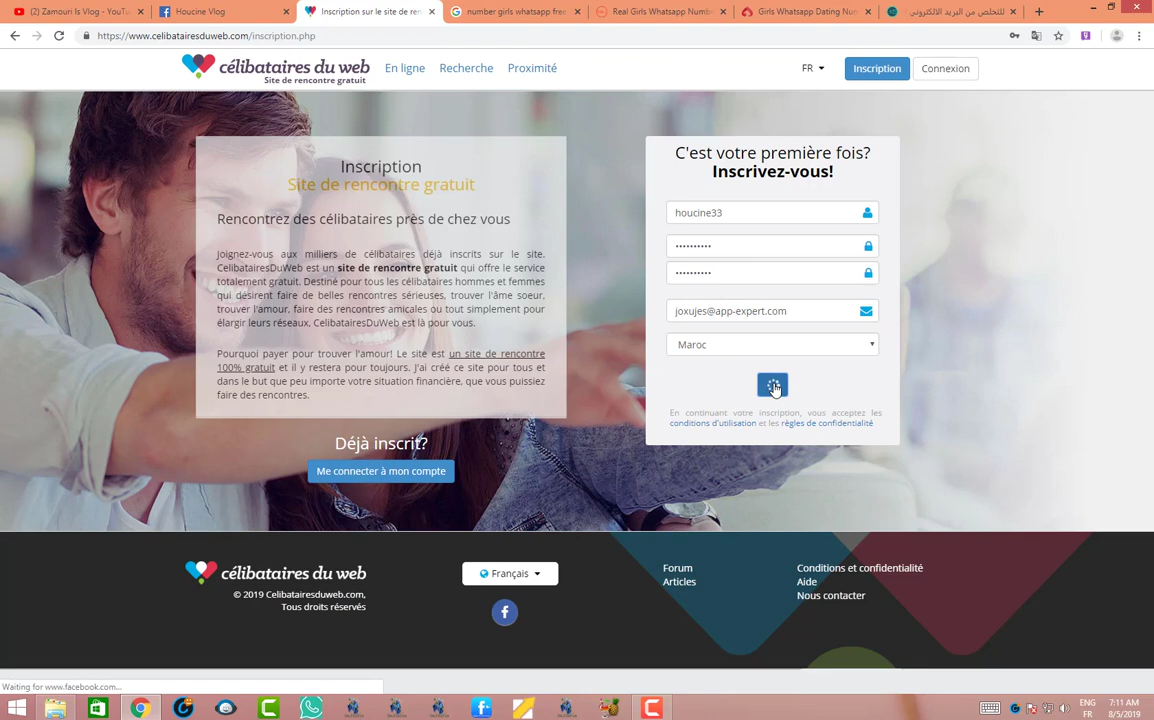 (2) Zamouri Is Vlog - YouTu
Houcine Vlog
Inscription sur le site de ren
number girls whatsapp free
Real Girls Whatsapp Numb
Girls Whatsapp Dating Num
للتخلص من البريد الالكتروني
https://www.celibatairesduweb.com/inscription.php
célibataires du web
Site de rencontre gratuit
En ligne
Recherche
Proximité
FR
Inscription
Connexion
Inscription
Site de rencontre gratuit
Rencontrez des célibataires près de chez vous
Joignez-vous aux milliers de célibataires déjà inscrits sur le site.
CelibatairesDuWeb est un site de rencontre gratuit qui offre le service
totalement gratuit. Destiné pour tous les célibataires hommes et femmes
qui désirent faire de belles rencontres sérieuses, trouver l'âme soeur,
trouver l'amour, faire des rencontres amicales ou tout simplement pour
élargir leurs réseaux, CelibatairesDuWeb est là pour vous.
Pourquoi payer pour trouver l'amour! Le site est un site de rencontre
100% gratuit et il y restera pour toujours. J'ai créé ce site pour tous et
dans le but que peu importe votre situation financière, que vous puissiez
faire des rencontres.
Déjà inscrit?
Me connecter à mon compte
C'est votre première fois?
Inscrivez-vous!
houcine33
••••••••••
••••••••••
joxujes@app-expert.com
Maroc
En continuant votre inscription, vous acceptez les
conditions d'utilisation et les règles de confidentialité
célibataires du web
© 2019 Celibatairesduweb.com,
Tous droits réservés
Français
Forum
Articles
Conditions et confidentialité
Aide
Nous contacter
Waiting for www.facebook.com...
ENG
FR
7:11 AM
8/5/2019